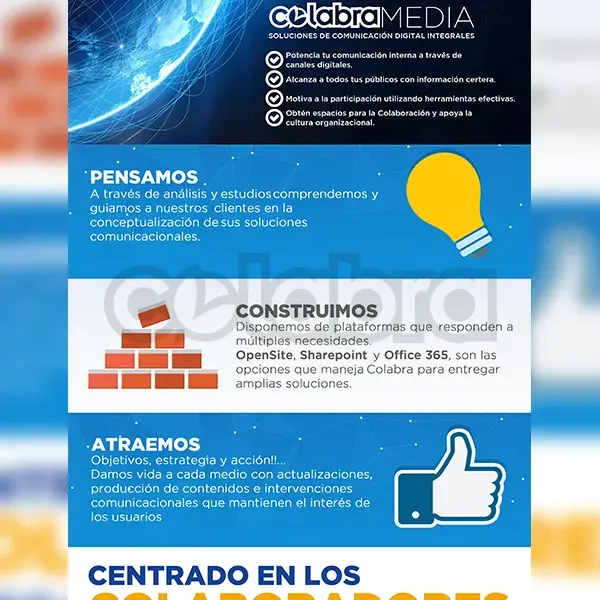 colabraMEDIA
SOLUCIONES DE COMUNICACIÓN DIGITAL INTEGRALES
Potencia tu comunicación interna a través de
canales digitales.
Alcanza a todos tus públicos con información certera.
Motiva a la participación utilizando herramientas efectivas.
Obtén espacios para la Colaboración y apoya la
cultura organizacional.
PENSAMOS
A través de análisis y estudios comprendemos y
guiamos a nuestros clientes en la
conceptualización de sus soluciones
comunicacionales.
colabra
CONSTRUIMOS
Disponemos de plataformas que responden a
múltiples necesidades.
OpenSite, Sharepoint y Office 365, son las
opciones que maneja Colabra para entregar
amplias soluciones.
ATRAEMOS
Objetivos, estrategia y acción!!...
Damos vida a cada medio con actualizaciones,
producción de contenidos e intervenciones
comunicacionales que mantienen el interés de
los usuarios
CENTRADO EN LOS
COLABORADORES